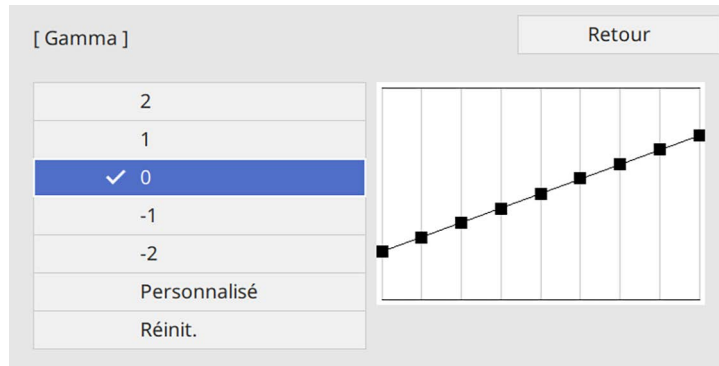 [ Gamma ]
Retour
2
1
0
-1
-2
Personnalisé
Réinit.